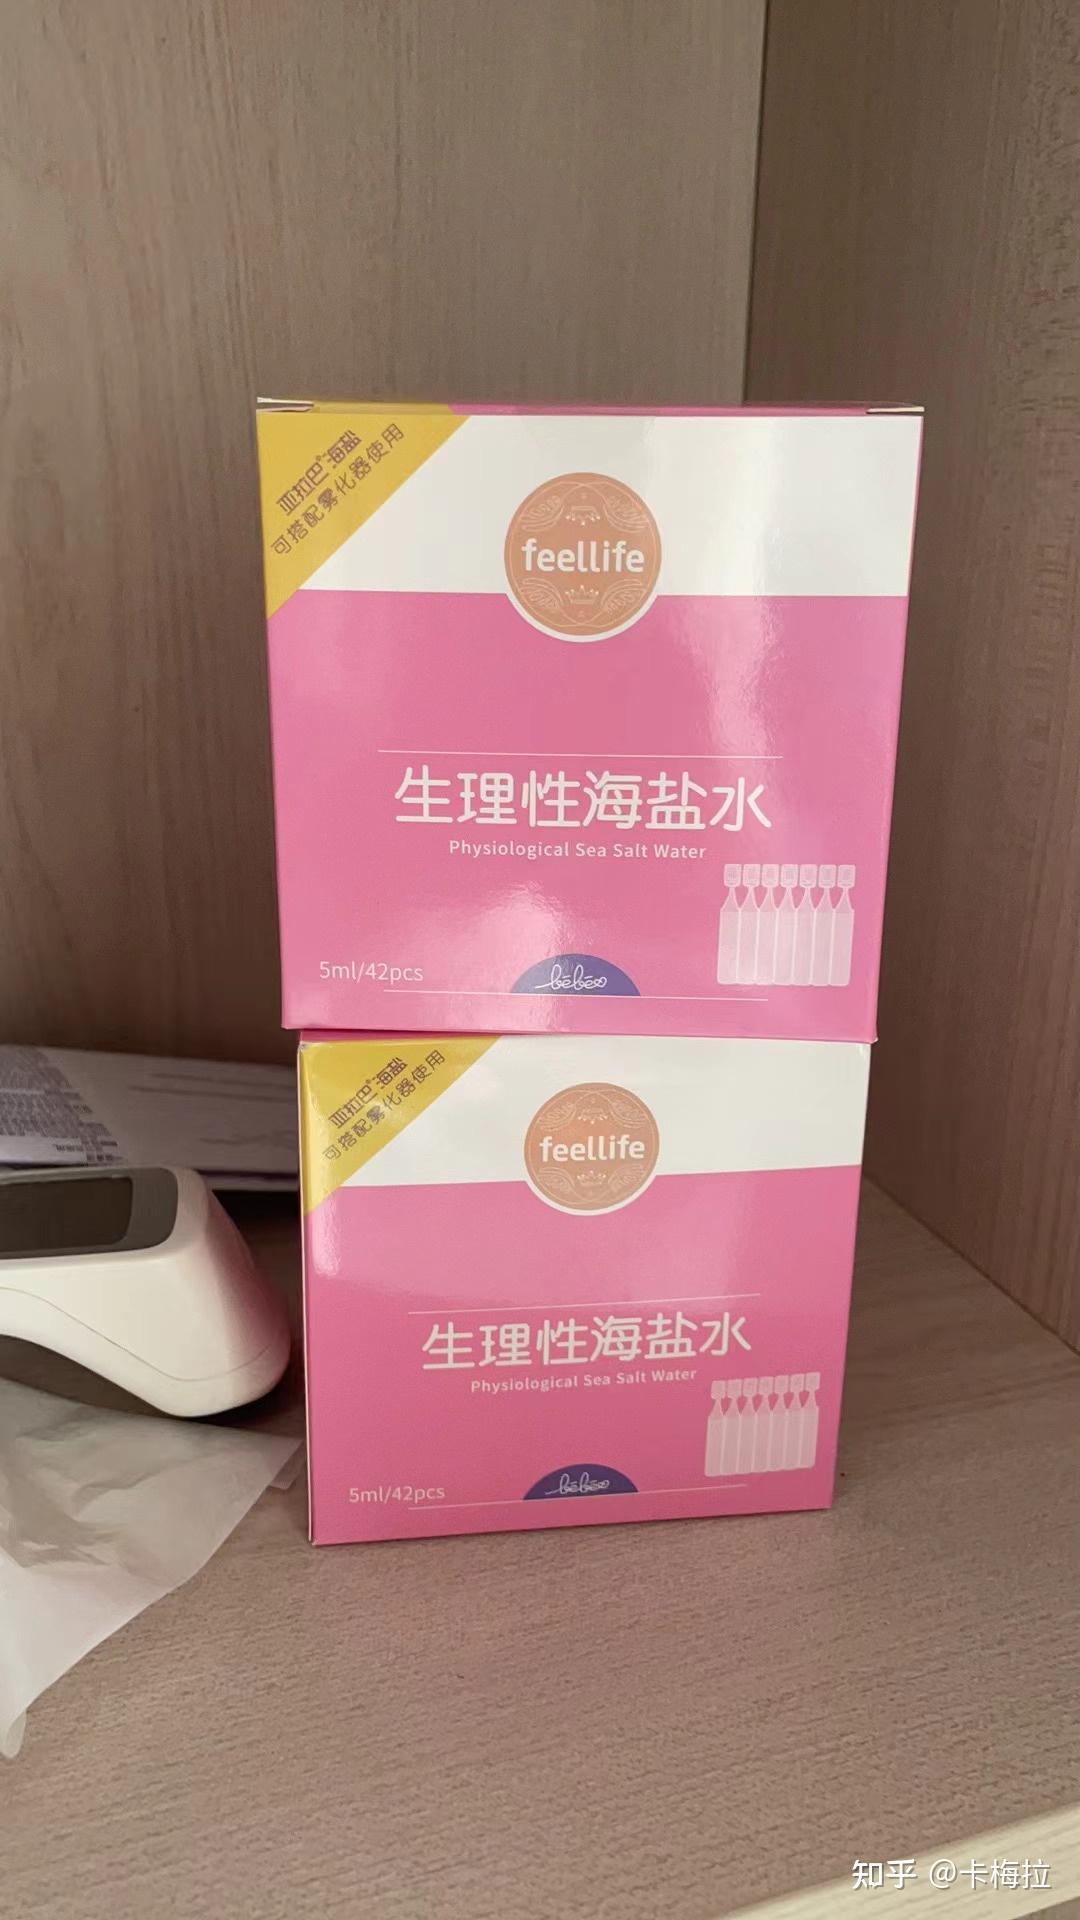 亚拉巴®海盐
可搭配雾化器使用
feellife
生理性海盐水
Physiological Sea Salt Water
5ml/42pcs
bēbē
亚拉巴®海盐
可搭配雾化器使用
feellife
生理性海盐水
Physiological Sea Salt Water
5ml/42pcs
bēbē
知乎 @卡梅拉